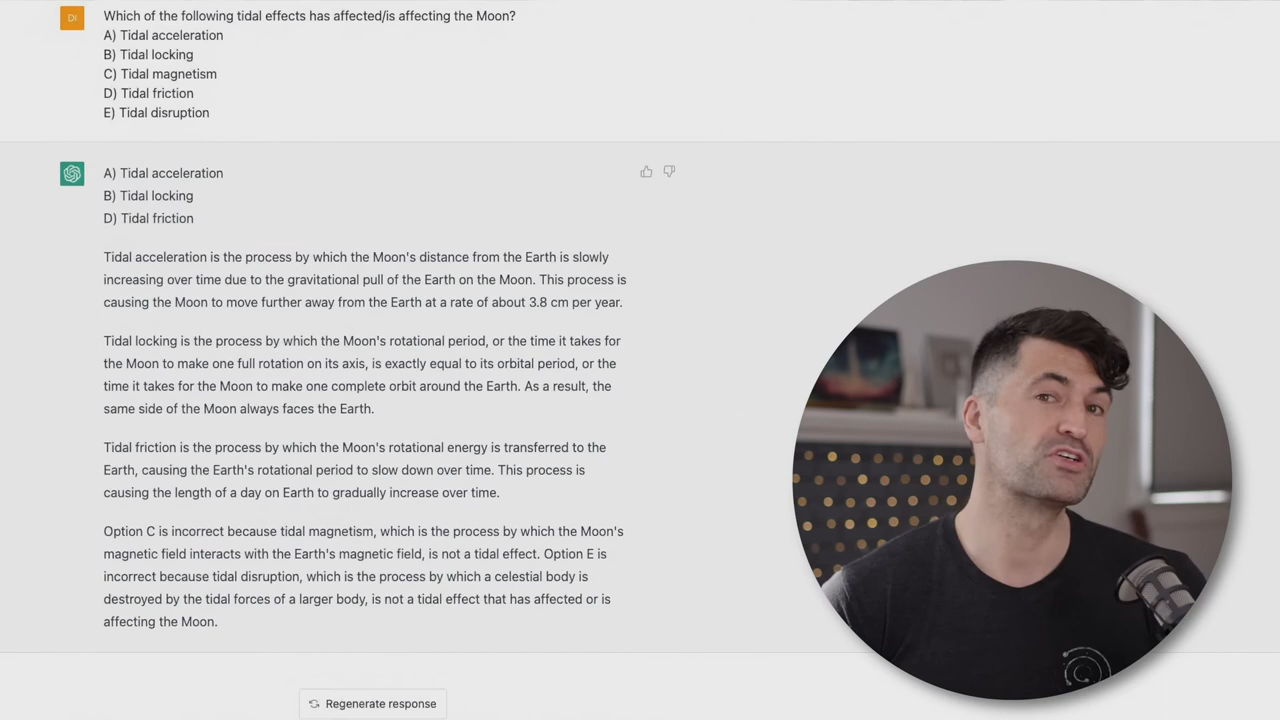 DI
Which of the following tidal effects has affected/is affecting the Moon?
A) Tidal acceleration
B) Tidal locking
C) Tidal magnetism
D) Tidal friction
E) Tidal disruption
A) Tidal acceleration
B) Tidal locking
D) Tidal friction
Tidal acceleration is the process by which the Moon's distance from the Earth is slowly
increasing over time due to the gravitational pull of the Earth on the Moon. This process is
causing the Moon to move further away from the Earth at a rate of about 3.8 cm per year.
Tidal locking is the process by which the Moon's rotational period, or the time it takes for
the Moon to make one full rotation on its axis, is exactly equal to its orbital period, or the
time it takes for the Moon to make one complete orbit around the Earth. As a result, the
same side of the Moon always faces the Earth.
Tidal friction is the process by which the Moon's rotational energy is transferred to the
Earth, causing the Earth's rotational period to slow down over time. This process is
causing the length of a day on Earth to gradually increase over time.
Option C is incorrect because tidal magnetism, which is the process by which the Moon's
magnetic field interacts with the Earth's magnetic field, is not a tidal effect. Option E is
incorrect because tidal disruption, which is the process by which a celestial body is
destroyed by the tidal forces of a larger body, is not a tidal effect that has affected or is
affecting the Moon.
Regenerate response